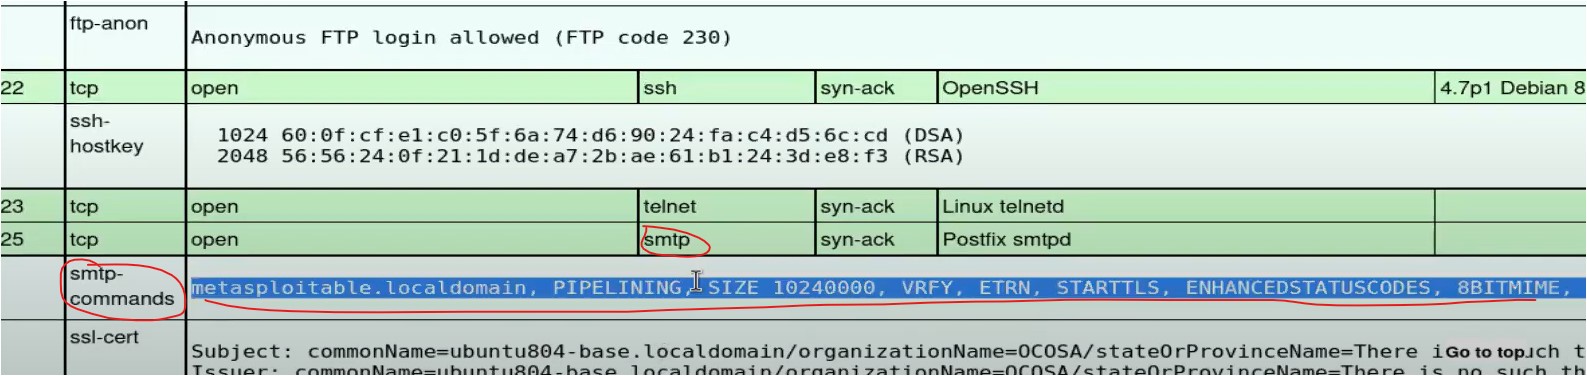 ftp-anon
Anonymous FTP login allowed (FTP code 230)
22 tcp open ssh syn-ack OpenSSH 4.7p1 Debian 8
ssh-
hostkey
1024 60:0f:cf:e1:c0:5f:6a:74:d6:90:24:fa:c4:d5:6c:cd (DSA)
2048 56:56:24:0f:21:1d:de:a7:2b:ae:61:b1:24:3d:e8:f3 (RSA)
23 tcp open telnet syn-ack Linux telnetd
25 tcp open smtp syn-ack Postfix smtpd
smtp-
commands
metasploitable.localdomain, PIPELINING, SIZE 10240000, VRFY, ETRN, STARTTLS, ENHANCEDSTATUSCODES, 8BITMIME,
ssl-cert
Subject: commonName=ubuntu804-base.localdomain/organizationName=OCOSA/stateOrProvinceName=There i Go to top uch t
Issuer: commonName=ubuntu804-base.localdomain/organizationName=OCOSA/stateOrProvinceName=There is no such th